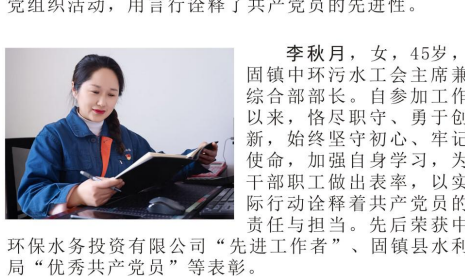 党组织活动，用言行诠释了共产党员的先进性。
李秋月，女，45岁，
固镇中环污水工会主席兼
综合部部长。自参加工作
以来，恪尽职守、勇于创
新，始终坚守初心、牢记
使命，加强自身学习，为
干部职工做出表率，以实
际行动诠释着共产党员的
责任与担当。先后荣获中
环保水务投资有限公司“先进工作者”、固镇县水利
局“优秀共产党员”等表彰。